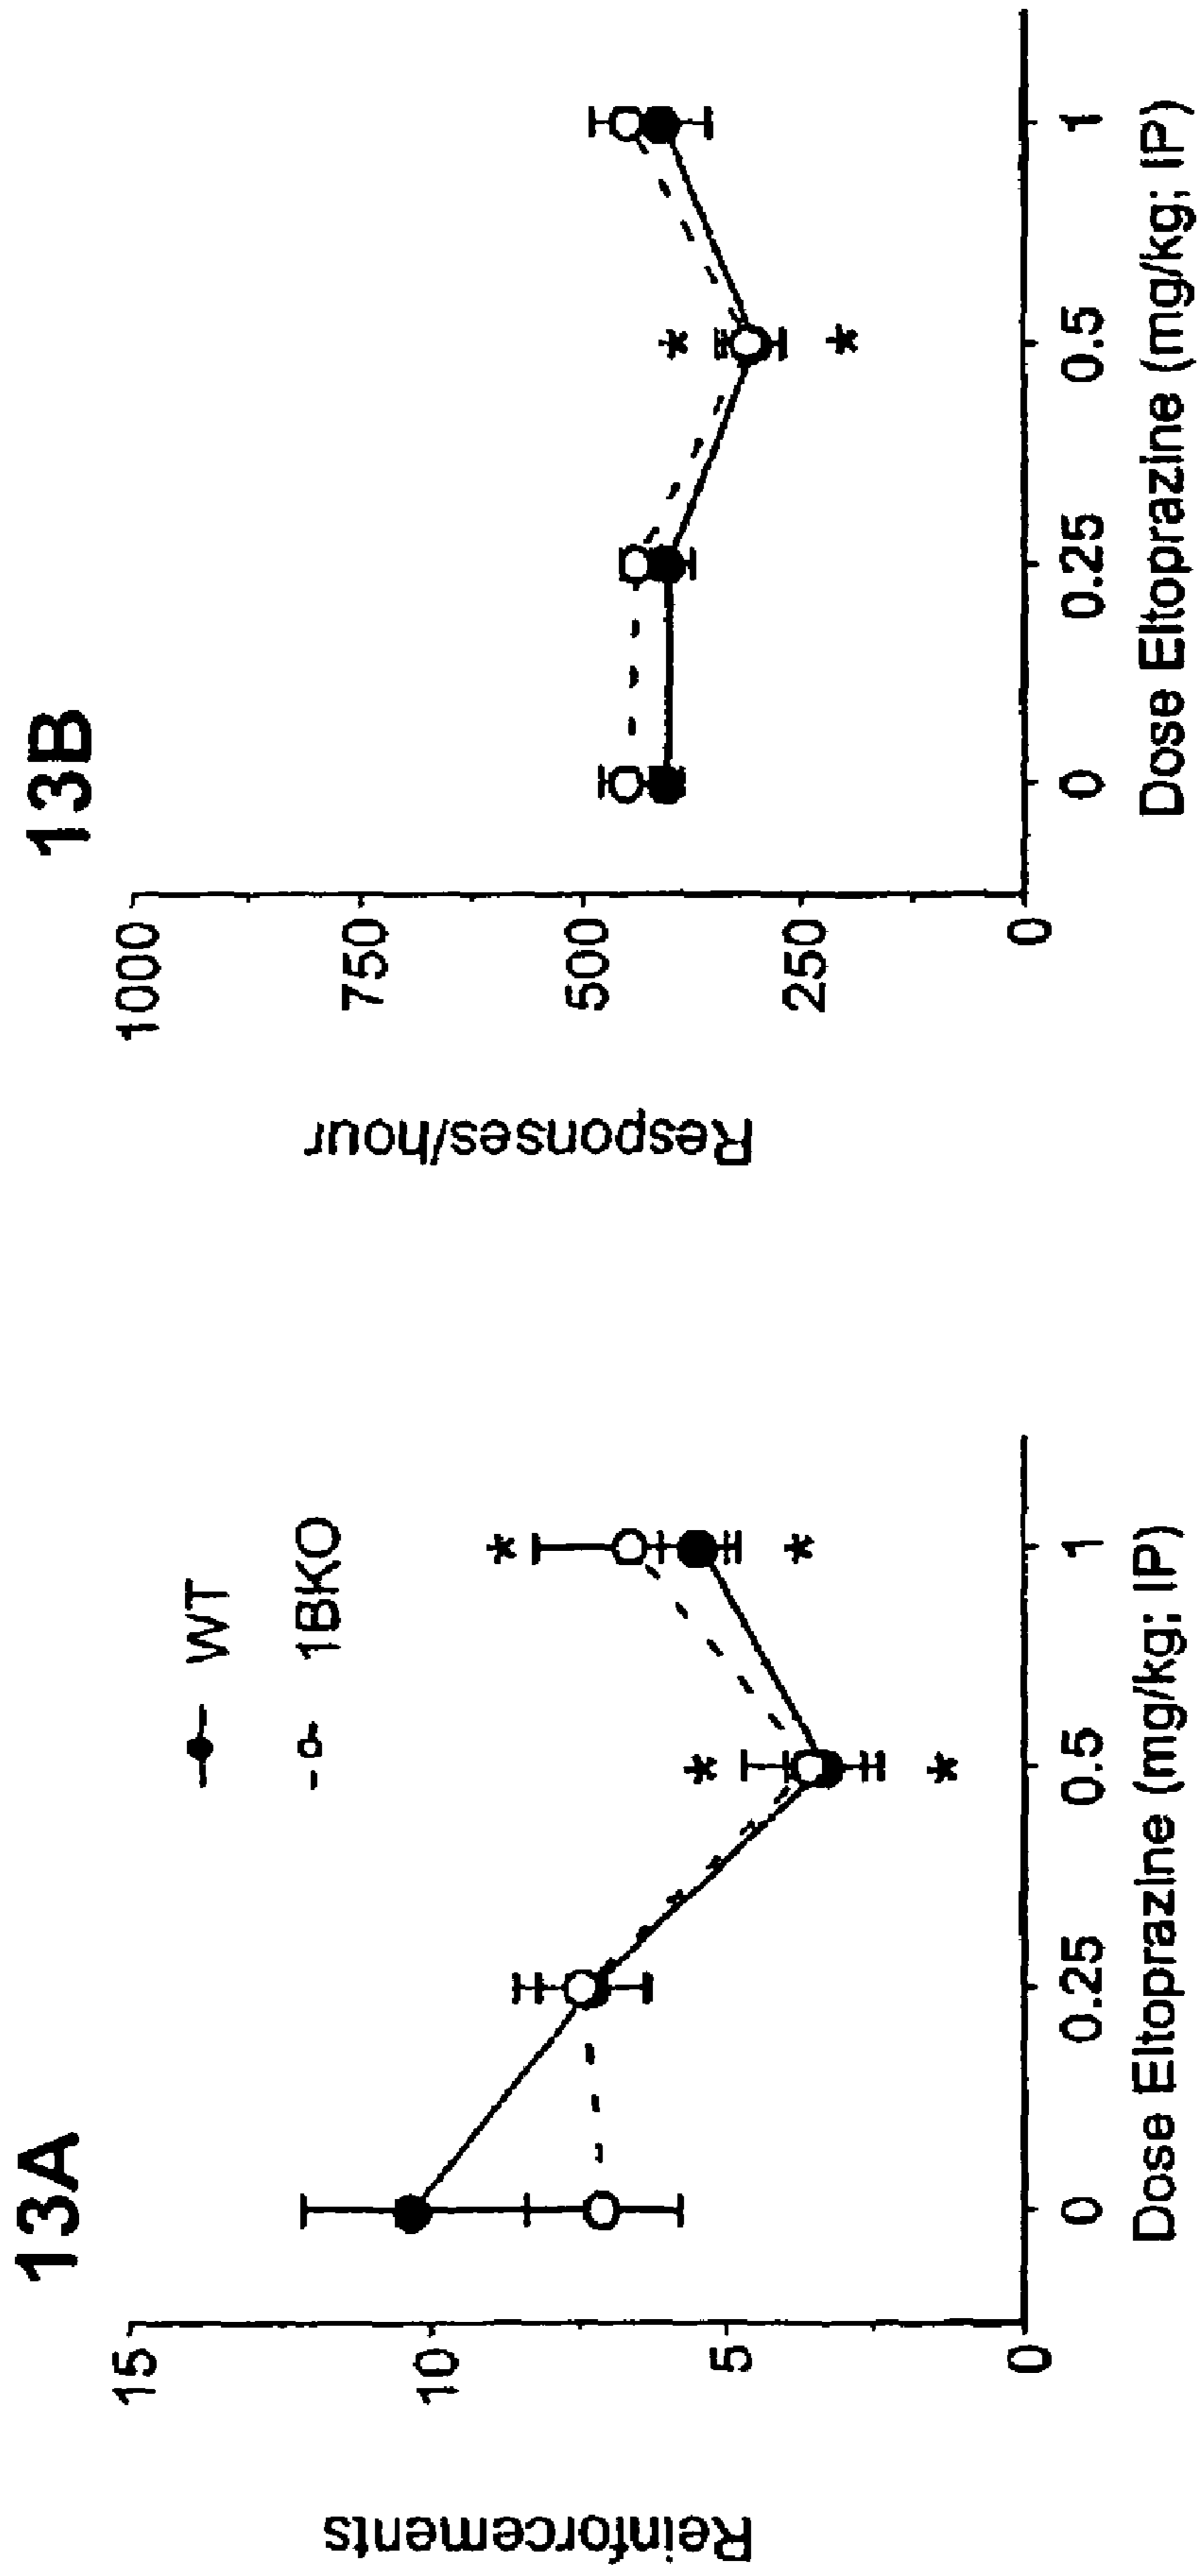 13A
WT
1BKO
Reinforcements
15
10
5
0
0 0.25 0.5 1
Dose Eltoprazine (mg/kg; IP)
13B
Responses/hour
1000
750
500
250
0
0 0.25 0.5 1
Dose Eltoprazine (mg/kg; IP)